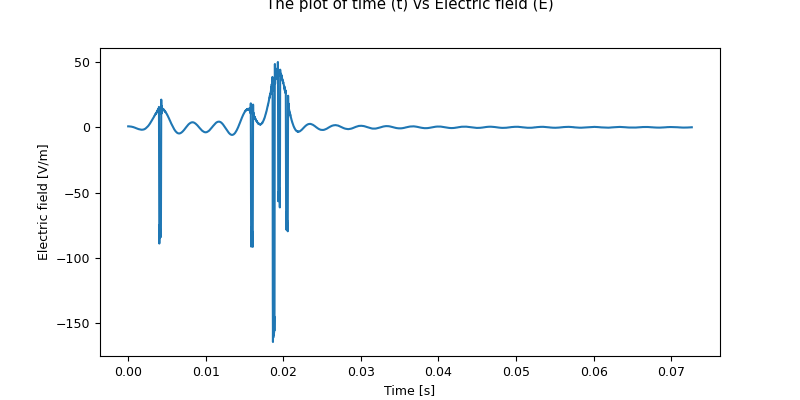 The plot of time (t) vs Electric field (E)
50
0
−50
−100
−150
Electric field [V/m]
0.00 0.01 0.02 0.03 0.04 0.05 0.06 0.07
Time [s]